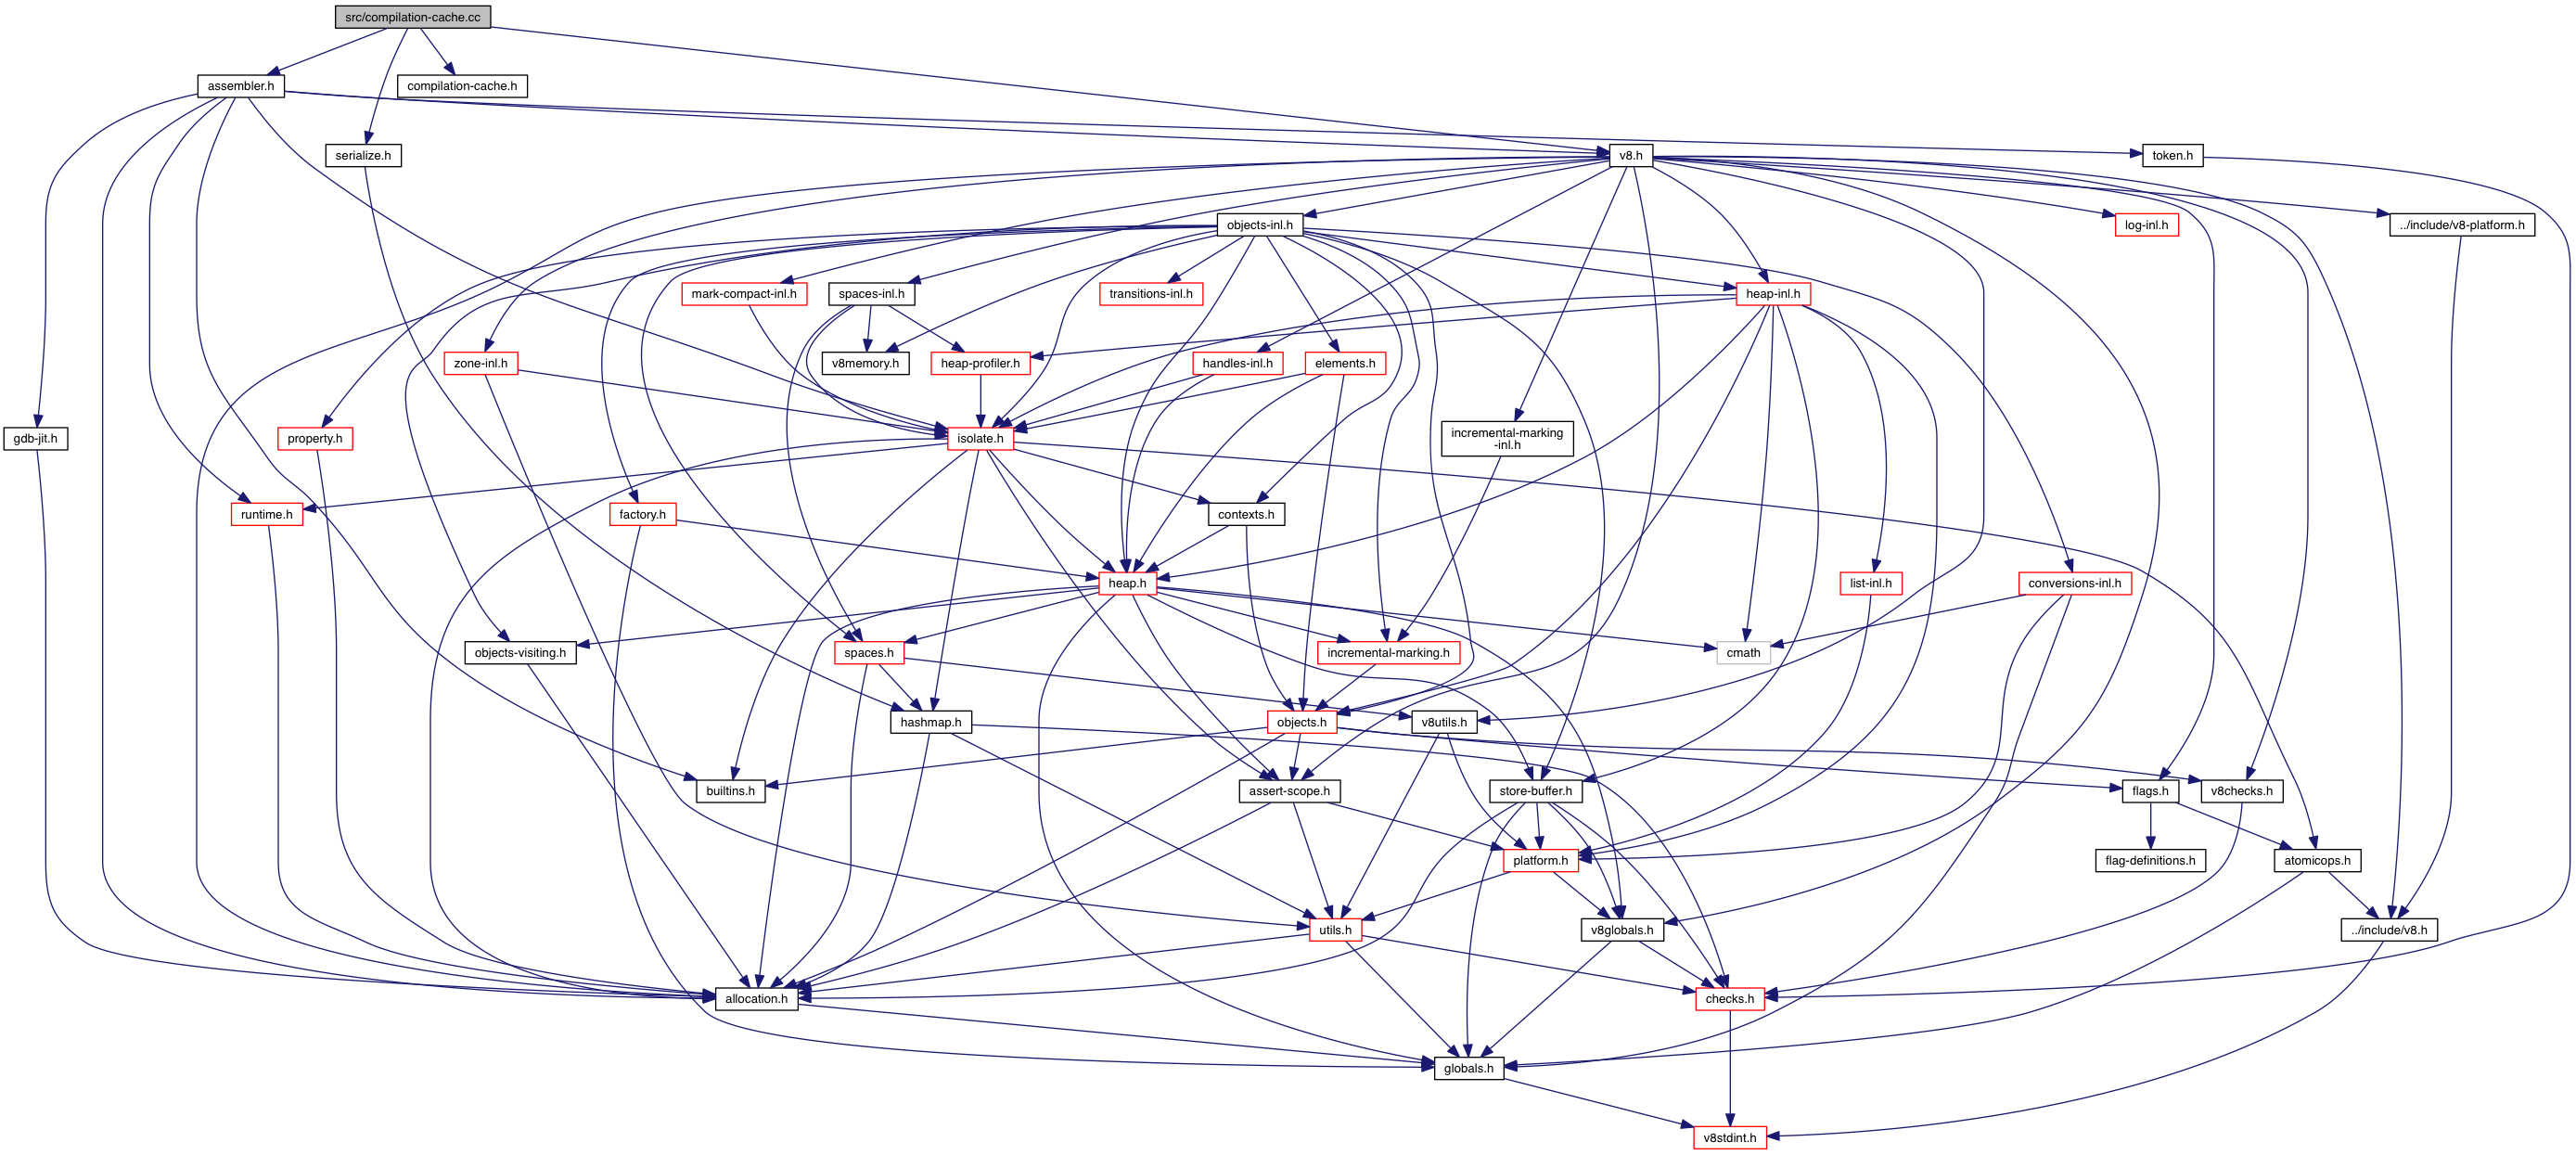 src/compilation-cache.cc
assembler.h
compilation-cache.h
serialize.h
v8.h
token.h
objects-inl.h
log-inl.h
../include/v8-platform.h
mark-compact-inl.h
spaces-inl.h
transitions-inl.h
heap-inl.h
zone-inl.h
v8memory.h
heap-profiler.h
handles-inl.h
elements.h
gdb-jit.h
property.h
isolate.h
incremental-marking
-inl.h
runtime.h
factory.h
contexts.h
heap.h
list-inl.h
conversions-inl.h
objects-visiting.h
spaces.h
incremental-marking.h
cmath
hashmap.h
objects.h
v8utils.h
builtins.h
assert-scope.h
store-buffer.h
flags.h
v8checks.h
platform.h
flag-definitions.h
atomicops.h
utils.h
v8globals.h
../include/v8.h
allocation.h
checks.h
globals.h
v8stdint.h